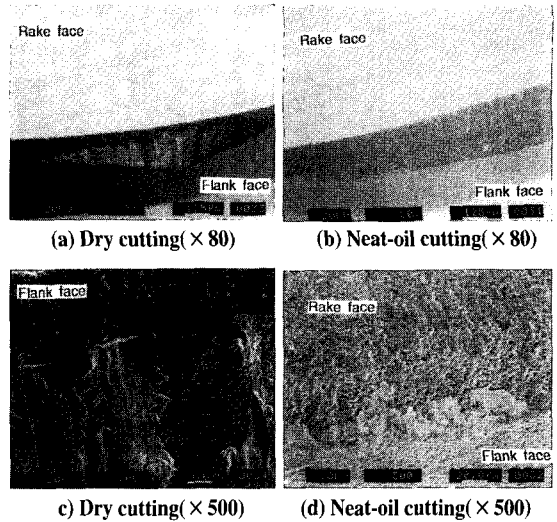 Rake face
Rake face
Flank face
Flank face
(a) Dry cutting(×80)
(b) Neat-oil cutting(×80)
Flank face
Rake face
Flank face
c) Dry cutting(×500)
(d) Neat-oil cutting(×500)